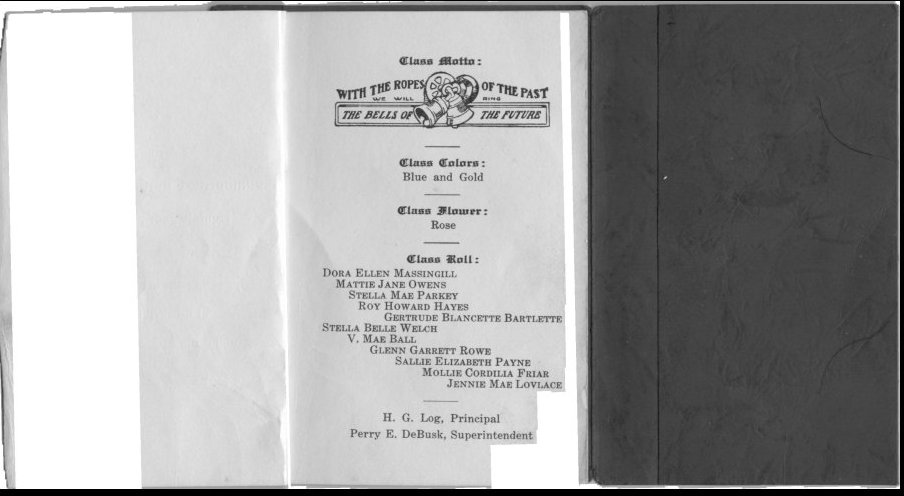 Class Motto:
WITH THE ROPES OF THE PAST
WE WILL RING
THE BELLS OF THE FUTURE
Class Colors:
Blue and Gold
Class Flower:
Rose
Class Roll:
DORA ELLEN MASSINGILL
MATTIE JANE OWENS
STELLA MAE PARKEY
ROY HOWARD HAYES
GERTRUDE BLANCETTE BARTLETTE
STELLA BELLE WELCH
V. MAE BALL
GLENN GARRETT ROWE
SALLIE ELIZABETH PAYNE
MOLLIE CORDILIA FRIAR
JENNIE MAE LOVLACE
H. G. Log, Principal
Perry E. DeBusk, Superintendent